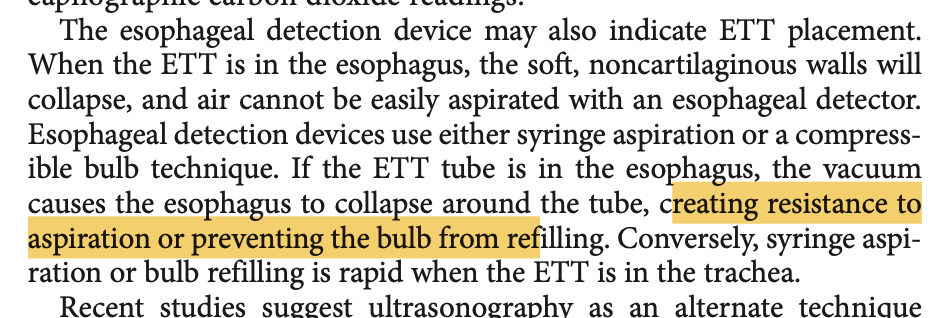 capnographic carbon dioxide readings.
The esophageal detection device may also indicate ETT placement.
When the ETT is in the esophagus, the soft, noncartilaginous walls will
collapse, and air cannot be easily aspirated with an esophageal detector.
Esophageal detection devices use either syringe aspiration or a compress-
ible bulb technique. If the ETT tube is in the esophagus, the vacuum
causes the esophagus to collapse around the tube, creating resistance to
aspiration or preventing the bulb from refilling. Conversely, syringe aspi-
ration or bulb refilling is rapid when the ETT is in the trachea.
Recent studies suggest ultrasonography as an alternate technique